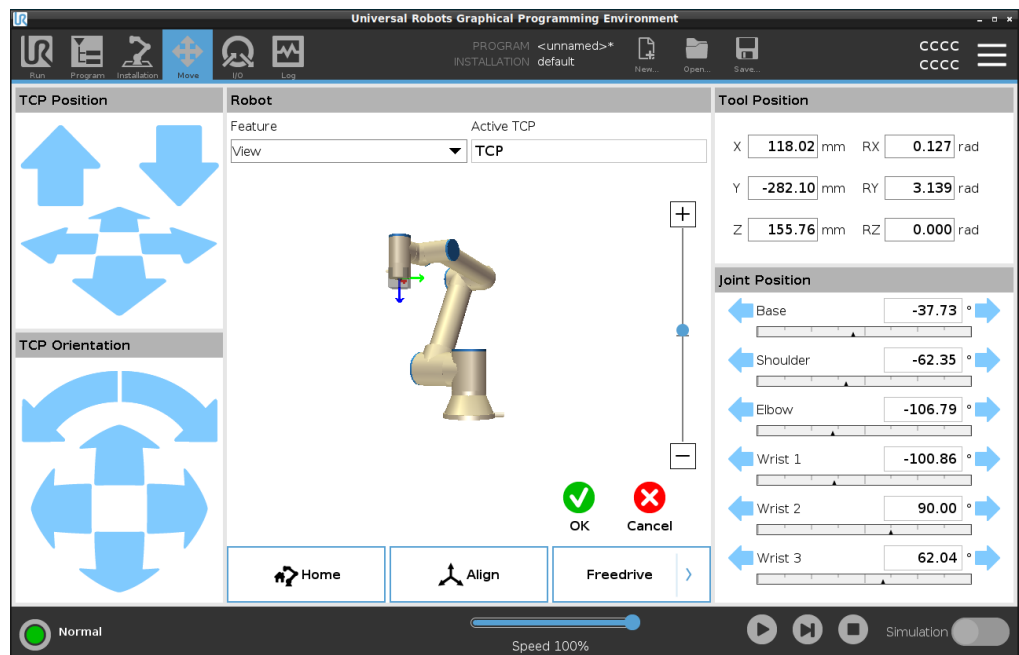 Universal Robots Graphical Programming Environment
Run
Program
Installation
Move
I/O
Log
PROGRAM <unnamed>*
INSTALLATION default
New...
Open...
Save...
CCCC
CCCC
TCP Position
TCP Orientation
Robot
Feature
Active TCP
View
TCP
OK
Cancel
Home
Align
Freedrive
Tool Position
X 118.02 mm RX 0.127 rad
Y -282.10 mm RY 3.139 rad
Z 155.76 mm RZ 0.000 rad
Joint Position
Base -37.73 °
Shoulder -62.35 °
Elbow -106.79 °
Wrist 1 -100.86 °
Wrist 2 90.00 °
Wrist 3 62.04 °
Normal
Speed 100%
Simulation